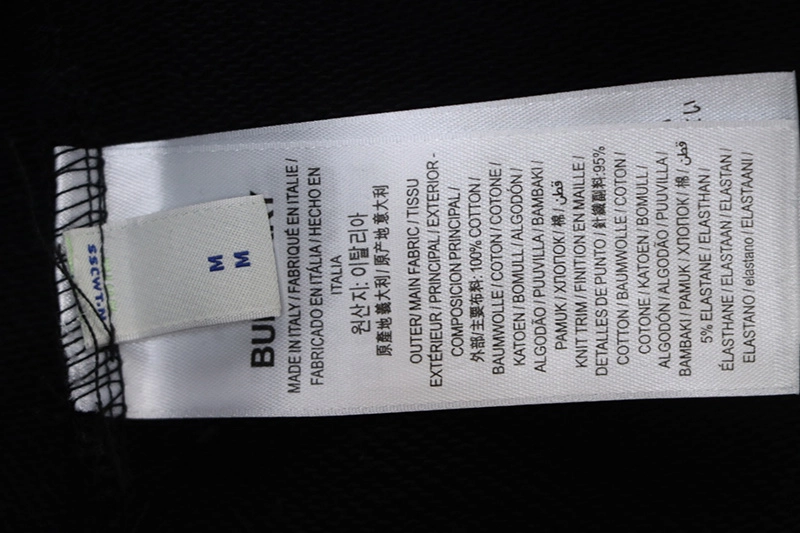 SSCWT.N
M
M
MADE IN ITALY / FABRIQUÉ EN ITALIE /
FABRICADO EN ITÁLIA / HECHO EN
ITALIA
원산지: 이탈리아
原產地義大利 / 原产地意大利
OUTER MAIN FABRIC / TISSU
EXTÉRIEUR / PRINCIPAL / EXTERIOR -
COMPOSICION PRINCIPAL /
外部/主要布料: 100% COTTON /
BAUMWOLLE / COTON / COTONE /
KATOEN / BOMULL / ALGODÓN /
ALGODÃO / PUUVILLA / BAMBAKI /
PAMUK / ХЛОПОК / 棉 / قطن
KNIT TRIM / FINITION EN MAILLE /
DETALLES DE PUNTO / 針織副料: 95%
COTTON / BAUMWOLLE / COTON /
COTONE / KATOEN / BOMULL /
ALGODÓN / ALGODÃO / PUUVILLA /
BAMBAKI / PAMUK / ХЛОПОК / 棉 / قطن
5% ELASTANE / ELASTHAN /
ÉLASTHANE / ELASTAAN / ELASTAN /
ELASTANO / elastano / ELASTAANI /